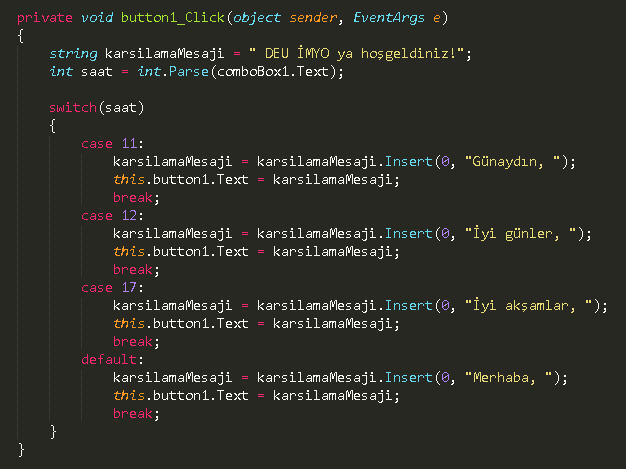 private void button1_Click(object sender, EventArgs e)
{
    string karsilamaMesaji = " DEU İMYO ya hoşgeldiniz!";
    int saat = int.Parse(comboBox1.Text);

    switch(saat)
    {
        case 11:
            karsilamaMesaji = karsilamaMesaji.Insert(0, "Günaydın, ");
            this.button1.Text = karsilamaMesaji;
            break;
        case 12:
            karsilamaMesaji = karsilamaMesaji.Insert(0, "İyi günler, ");
            this.button1.Text = karsilamaMesaji;
            break;
        case 17:
            karsilamaMesaji = karsilamaMesaji.Insert(0, "İyi akşamlar, ");
            this.button1.Text = karsilamaMesaji;
            break;
        default:
            karsilamaMesaji = karsilamaMesaji.Insert(0, "Merhaba, ");
            this.button1.Text = karsilamaMesaji;
            break;
    }
}